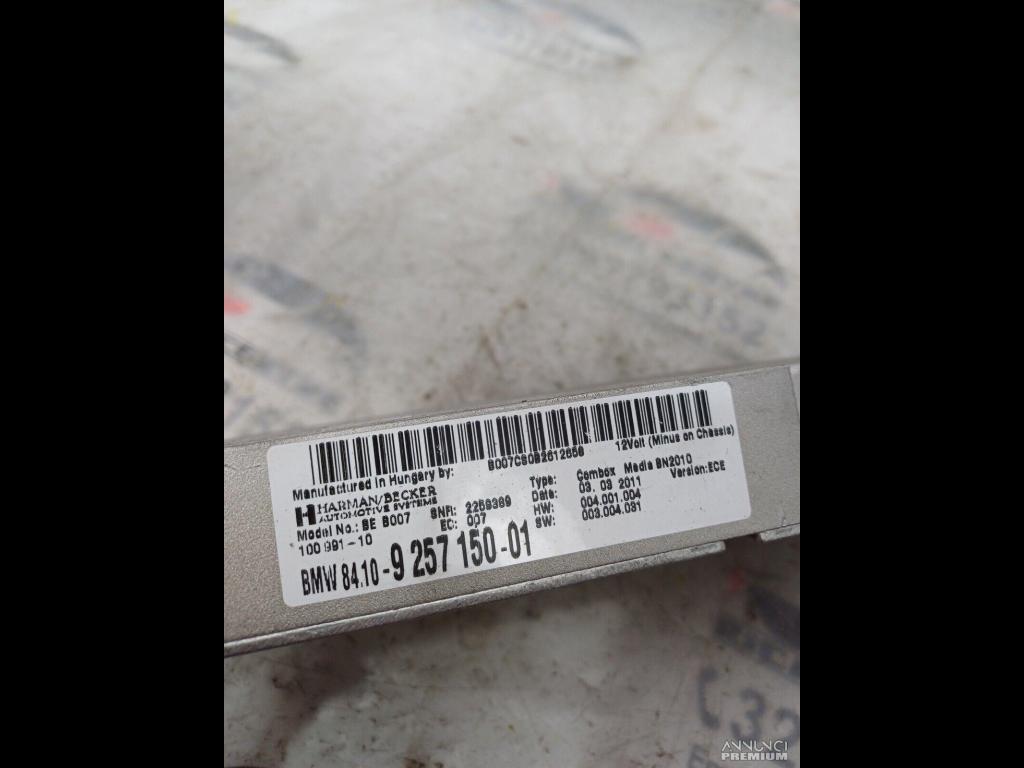 B007CS0B2612658
12Volt (Minus on Chassis)
Manufactured in Hungary by:
HARMAN/BECKER
AUTOMOTIVE SYSTEMS
Model No.: BE B007
100 991-10
SNR: 2259389
EC: 007
Type: Combox Media SN2010
Date: 03. 03 2011
Version: ECE
HW: 004.001.004
SW: 003.004.031
BMW 84.10-9 257 150-01
ANNUNCI
PREMIUM